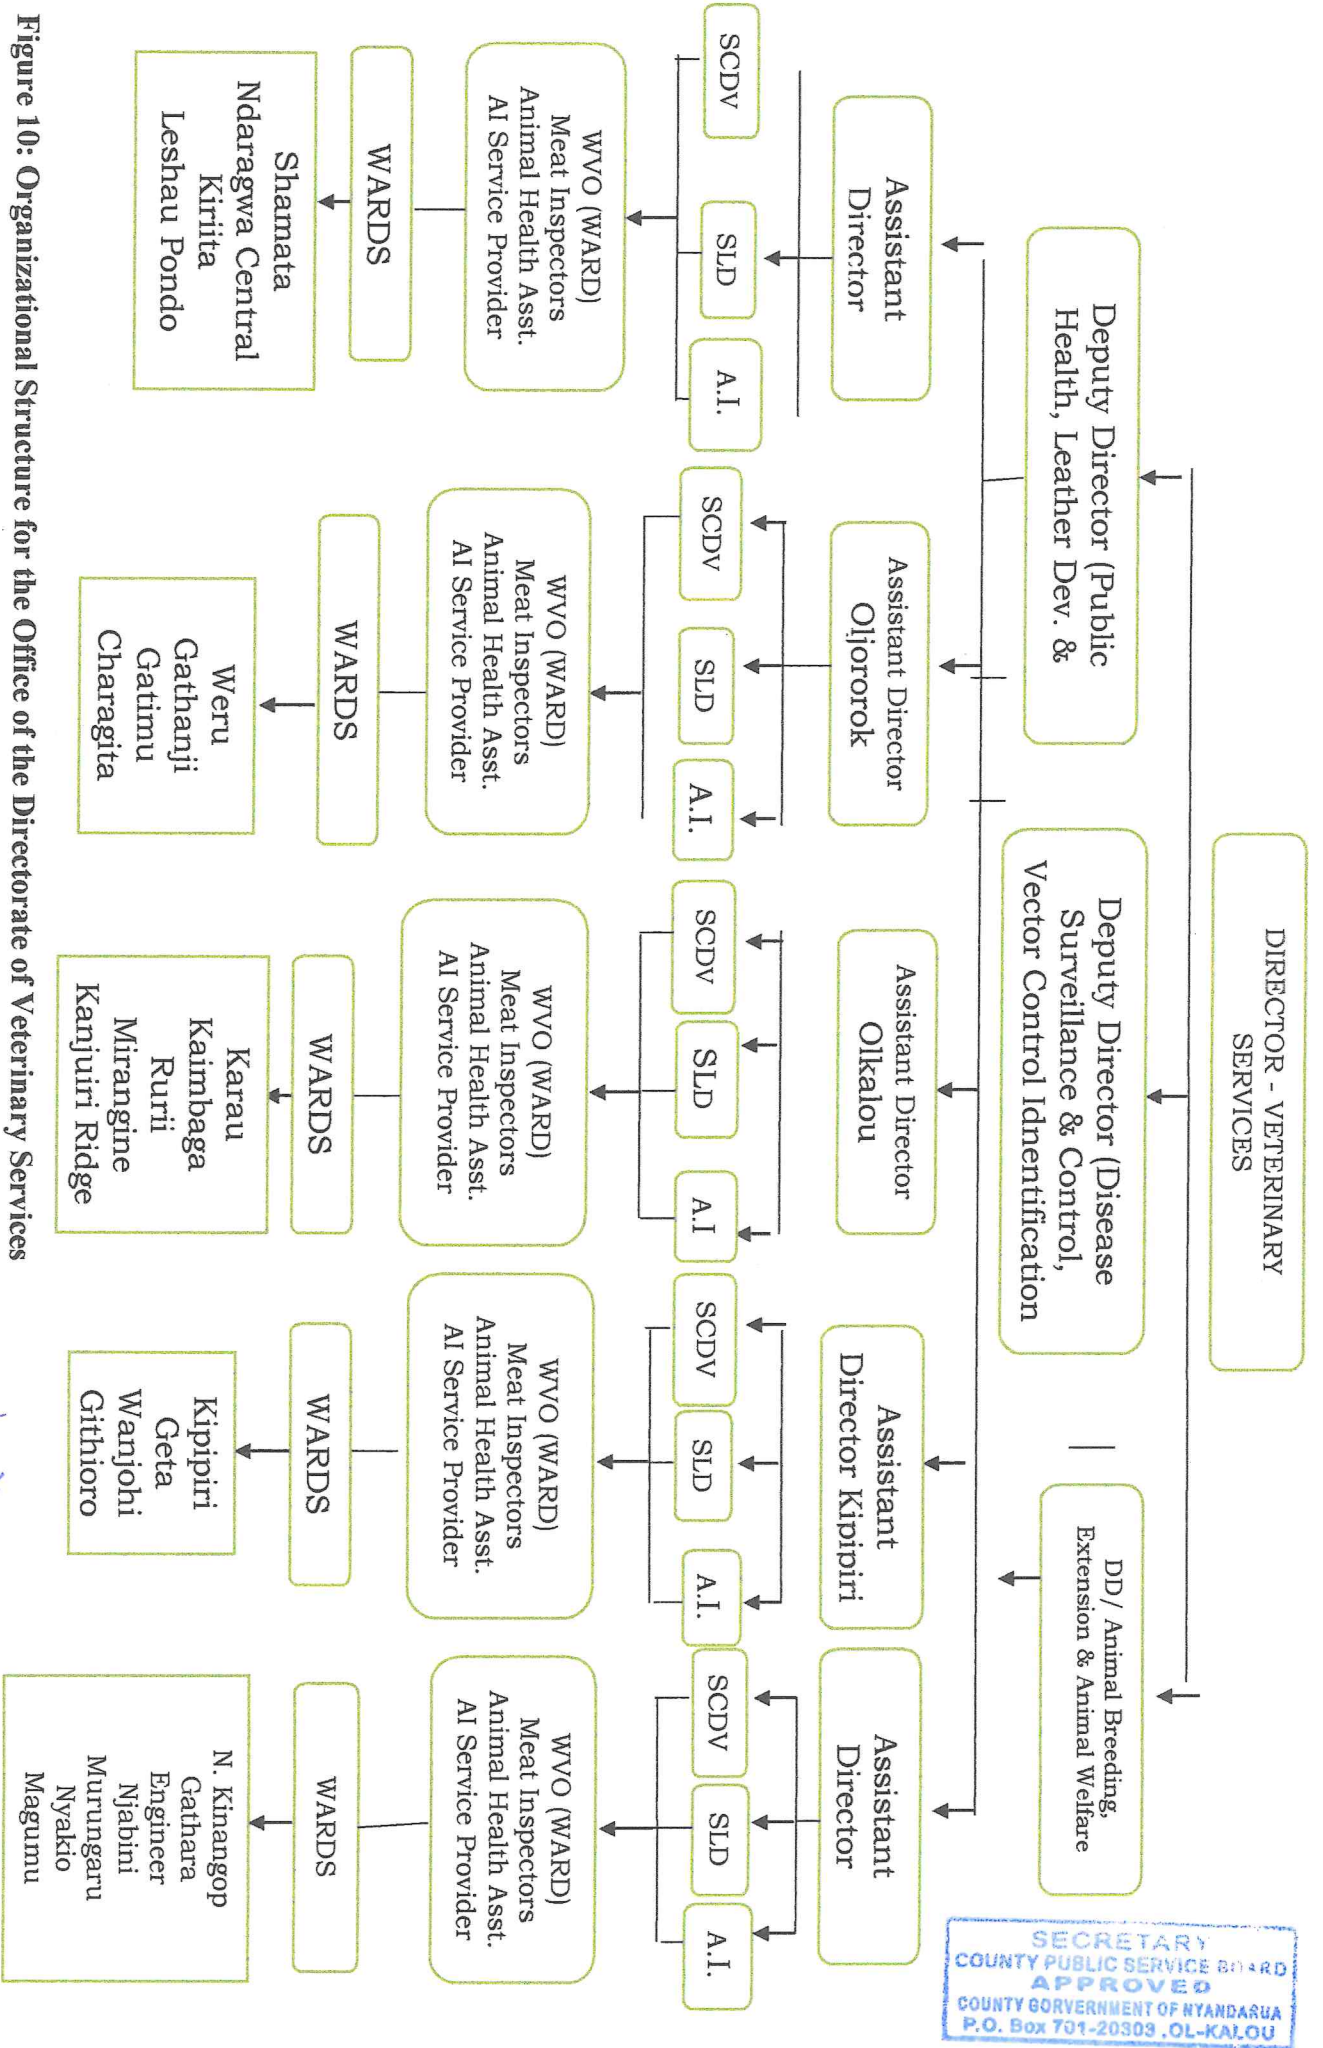 DIRECTOR - VETERINARY
SERVICES
Deputy Director (Public
Health, Leather Dev. &
Deputy Director (Disease
Surveillance & Control,
Vector Control Idnentification
DD/ Animal Breeding,
Extension & Animal Welfare
Assistant
Director
Assistant Director
Oljororok
Assistant Director
Olkalou
Assistant
Director Kipipiri
Assistant
Director
SCDV
SLD
A.I.
SCDV
SLD
A.I.
SCDV
SLD
A.I
SCDV
SLD
A.I.
SCDV
SLD
A.I.
WVO (WARD)
Meat Inspectors
Animal Health Asst.
AI Service Provider
WVO (WARD)
Meat Inspectors
Animal Health Asst.
AI Service Provider
WVO (WARD)
Meat Inspectors
Animal Health Asst.
AI Service Provider
WVO (WARD)
Meat Inspectors
Animal Health Asst.
AI Service Provider
WVO (WARD)
Meat Inspectors
Animal Health Asst.
AI Service Provider
WARDS
WARDS
WARDS
WARDS
WARDS
Shamata
Ndaragwa Central
Kiriita
Leshau Pondo
Weru
Gathanji
Gatimu
Charagita
Karau
Kaimbaga
Rurii
Mirangine
Kanjuiri Ridge
Kipipiri
Geta
Wanjohi
Githioro
N. Kinangop
Gathara
Engineer
Njabini
Murungaru
Nyakio
Magumu
Figure 10: Organizational Structure for the Office of the Directorate of Veterinary Services
SECRETARY
COUNTY PUBLIC SERVICE BOARD
APPROVED
COUNTY GORVERNMENT OF NYANDARUA
P.O. Box 701-20303, OL-KALOU